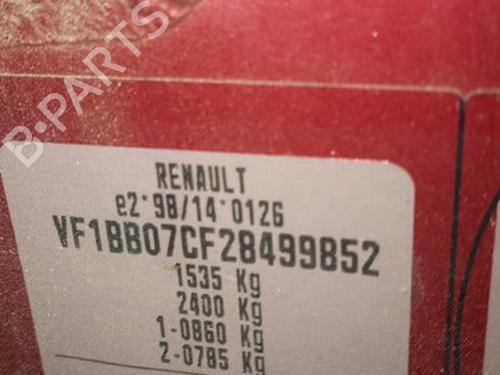 B-PARTS
RENAULT
e2*98/14*0126
VF1BB07CF28499852
1535 Kg
2400 Kg
1-0860 Kg
2-0785 Kg